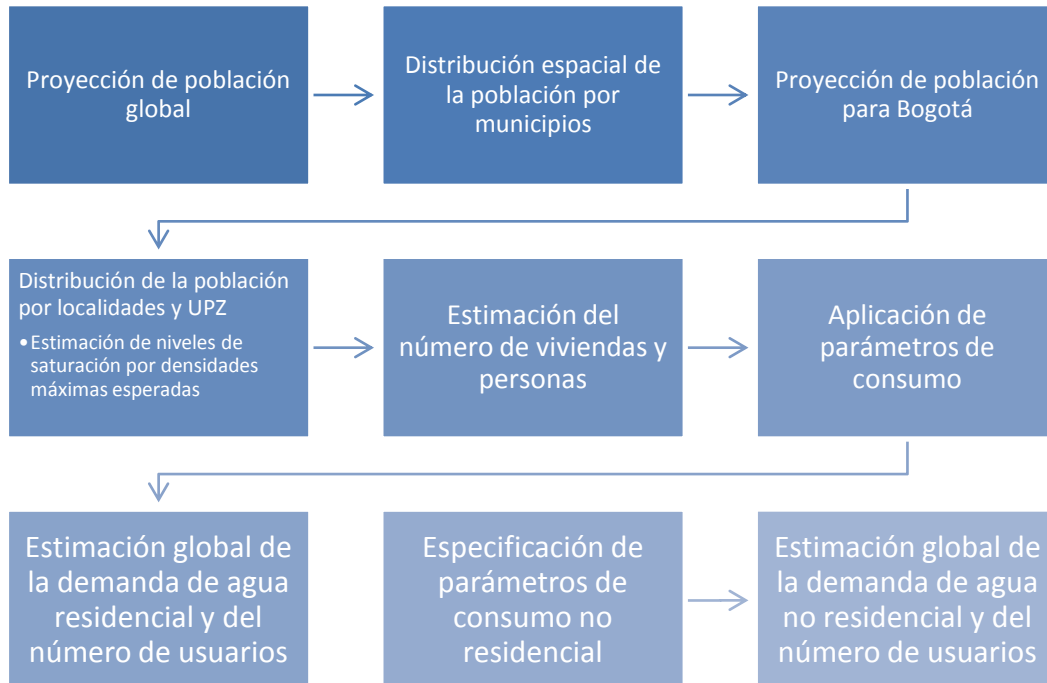 Proyección de población
global
Distribución espacial de
la población por
municipios
Proyección de población
para Bogotá
Distribución de la población
por localidades y UPZ
•Estimación de niveles de
saturación por densidades
máximas esperadas
Estimación del
número de viviendas y
personas
Aplicación de
parámetros de
consumo
Estimación global de
la demanda de agua
residencial y del
número de usuarios
Especificación de
parámetros de
consumo no
residencial
Estimación global de
la demanda de agua
no residencial y del
número de usuarios